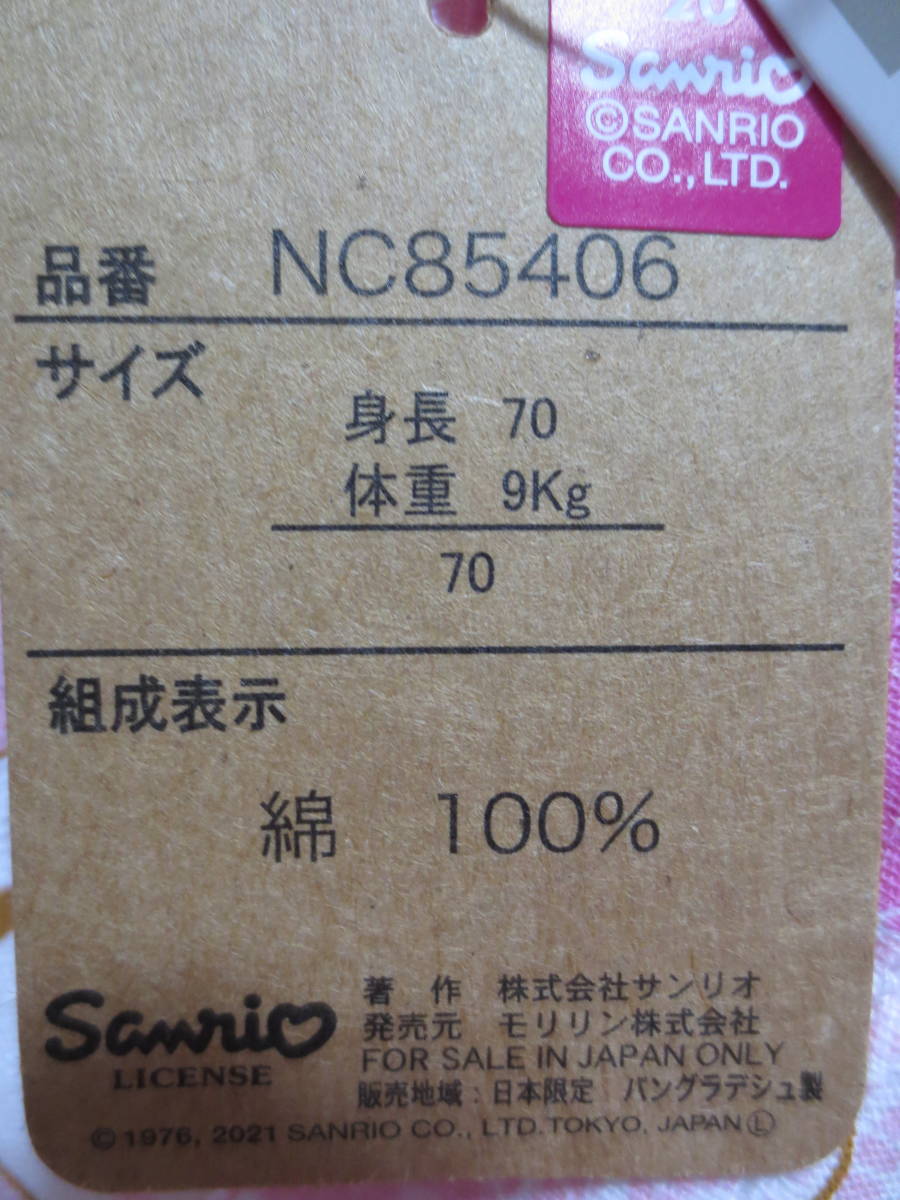 20
Sanrio
©SANRIO
CO.,LTD.
品番 NC85406
サイズ
身長 70
体重 9Kg
70
組成表示
綿 100%
Sanrio
LICENSE
著作 株式会社サンリオ
発売元 モリリン株式会社
FOR SALE IN JAPAN ONLY
販売地域:日本限定 バングラデシュ製
©1976, 2021 SANRIO CO., LTD. TOKYO, JAPAN Ⓛ